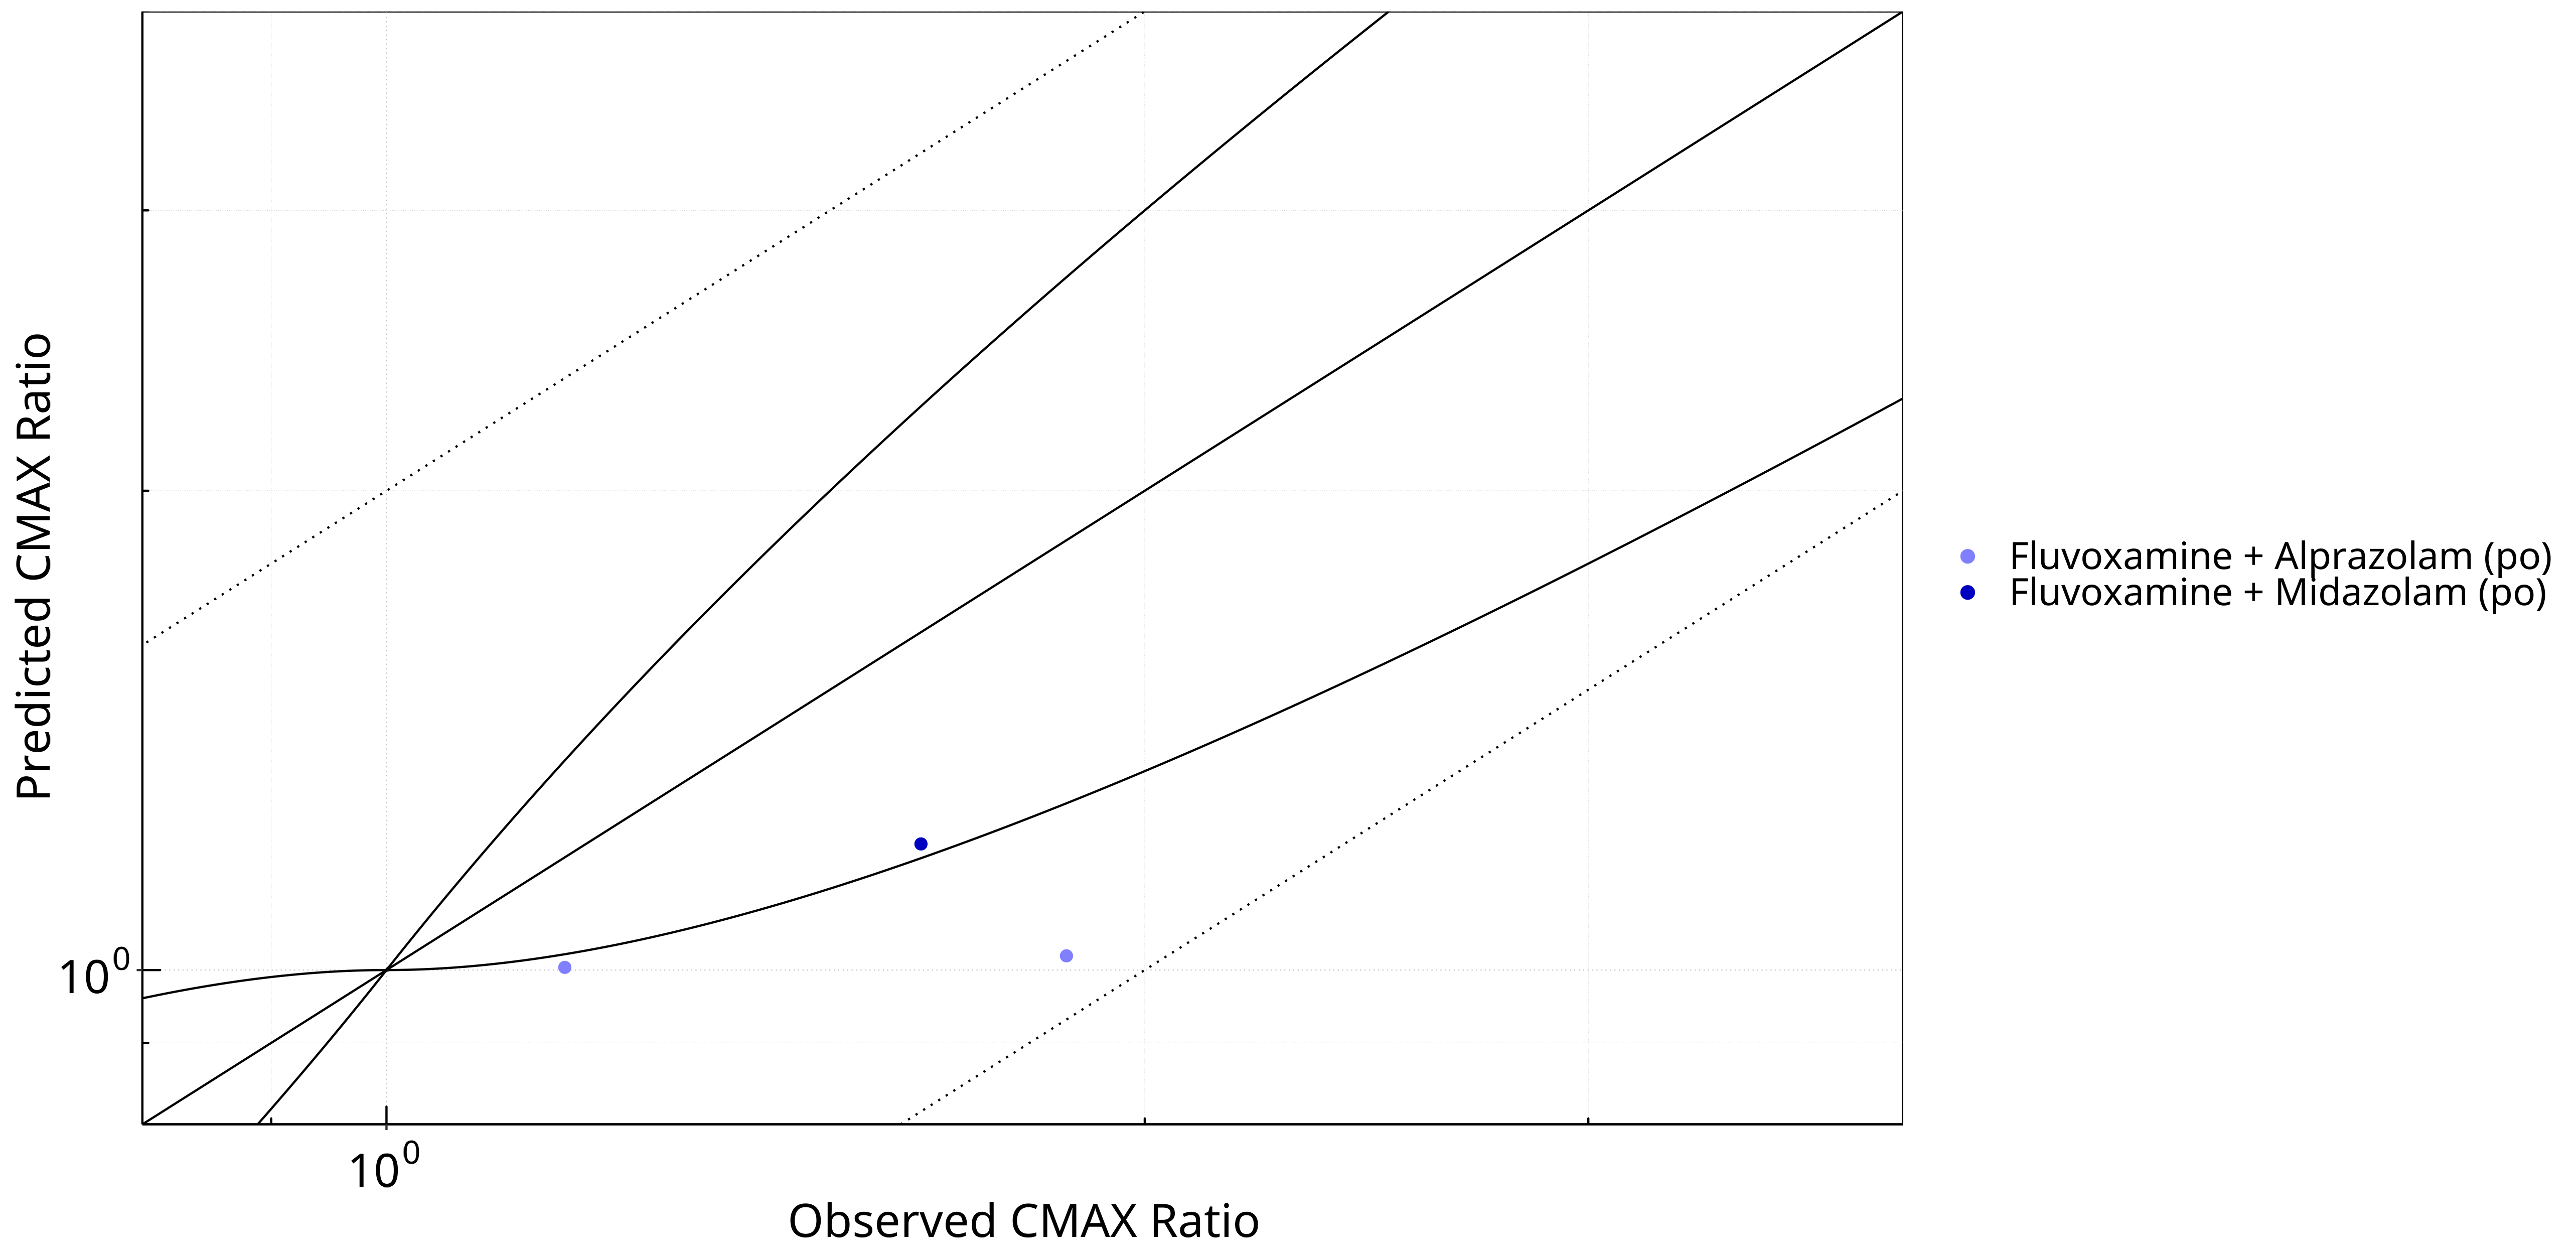 Predicted CMAX Ratio
10⁰
10⁰
Observed CMAX Ratio
Fluvoxamine + Alprazolam (po)
Fluvoxamine + Midazolam (po)